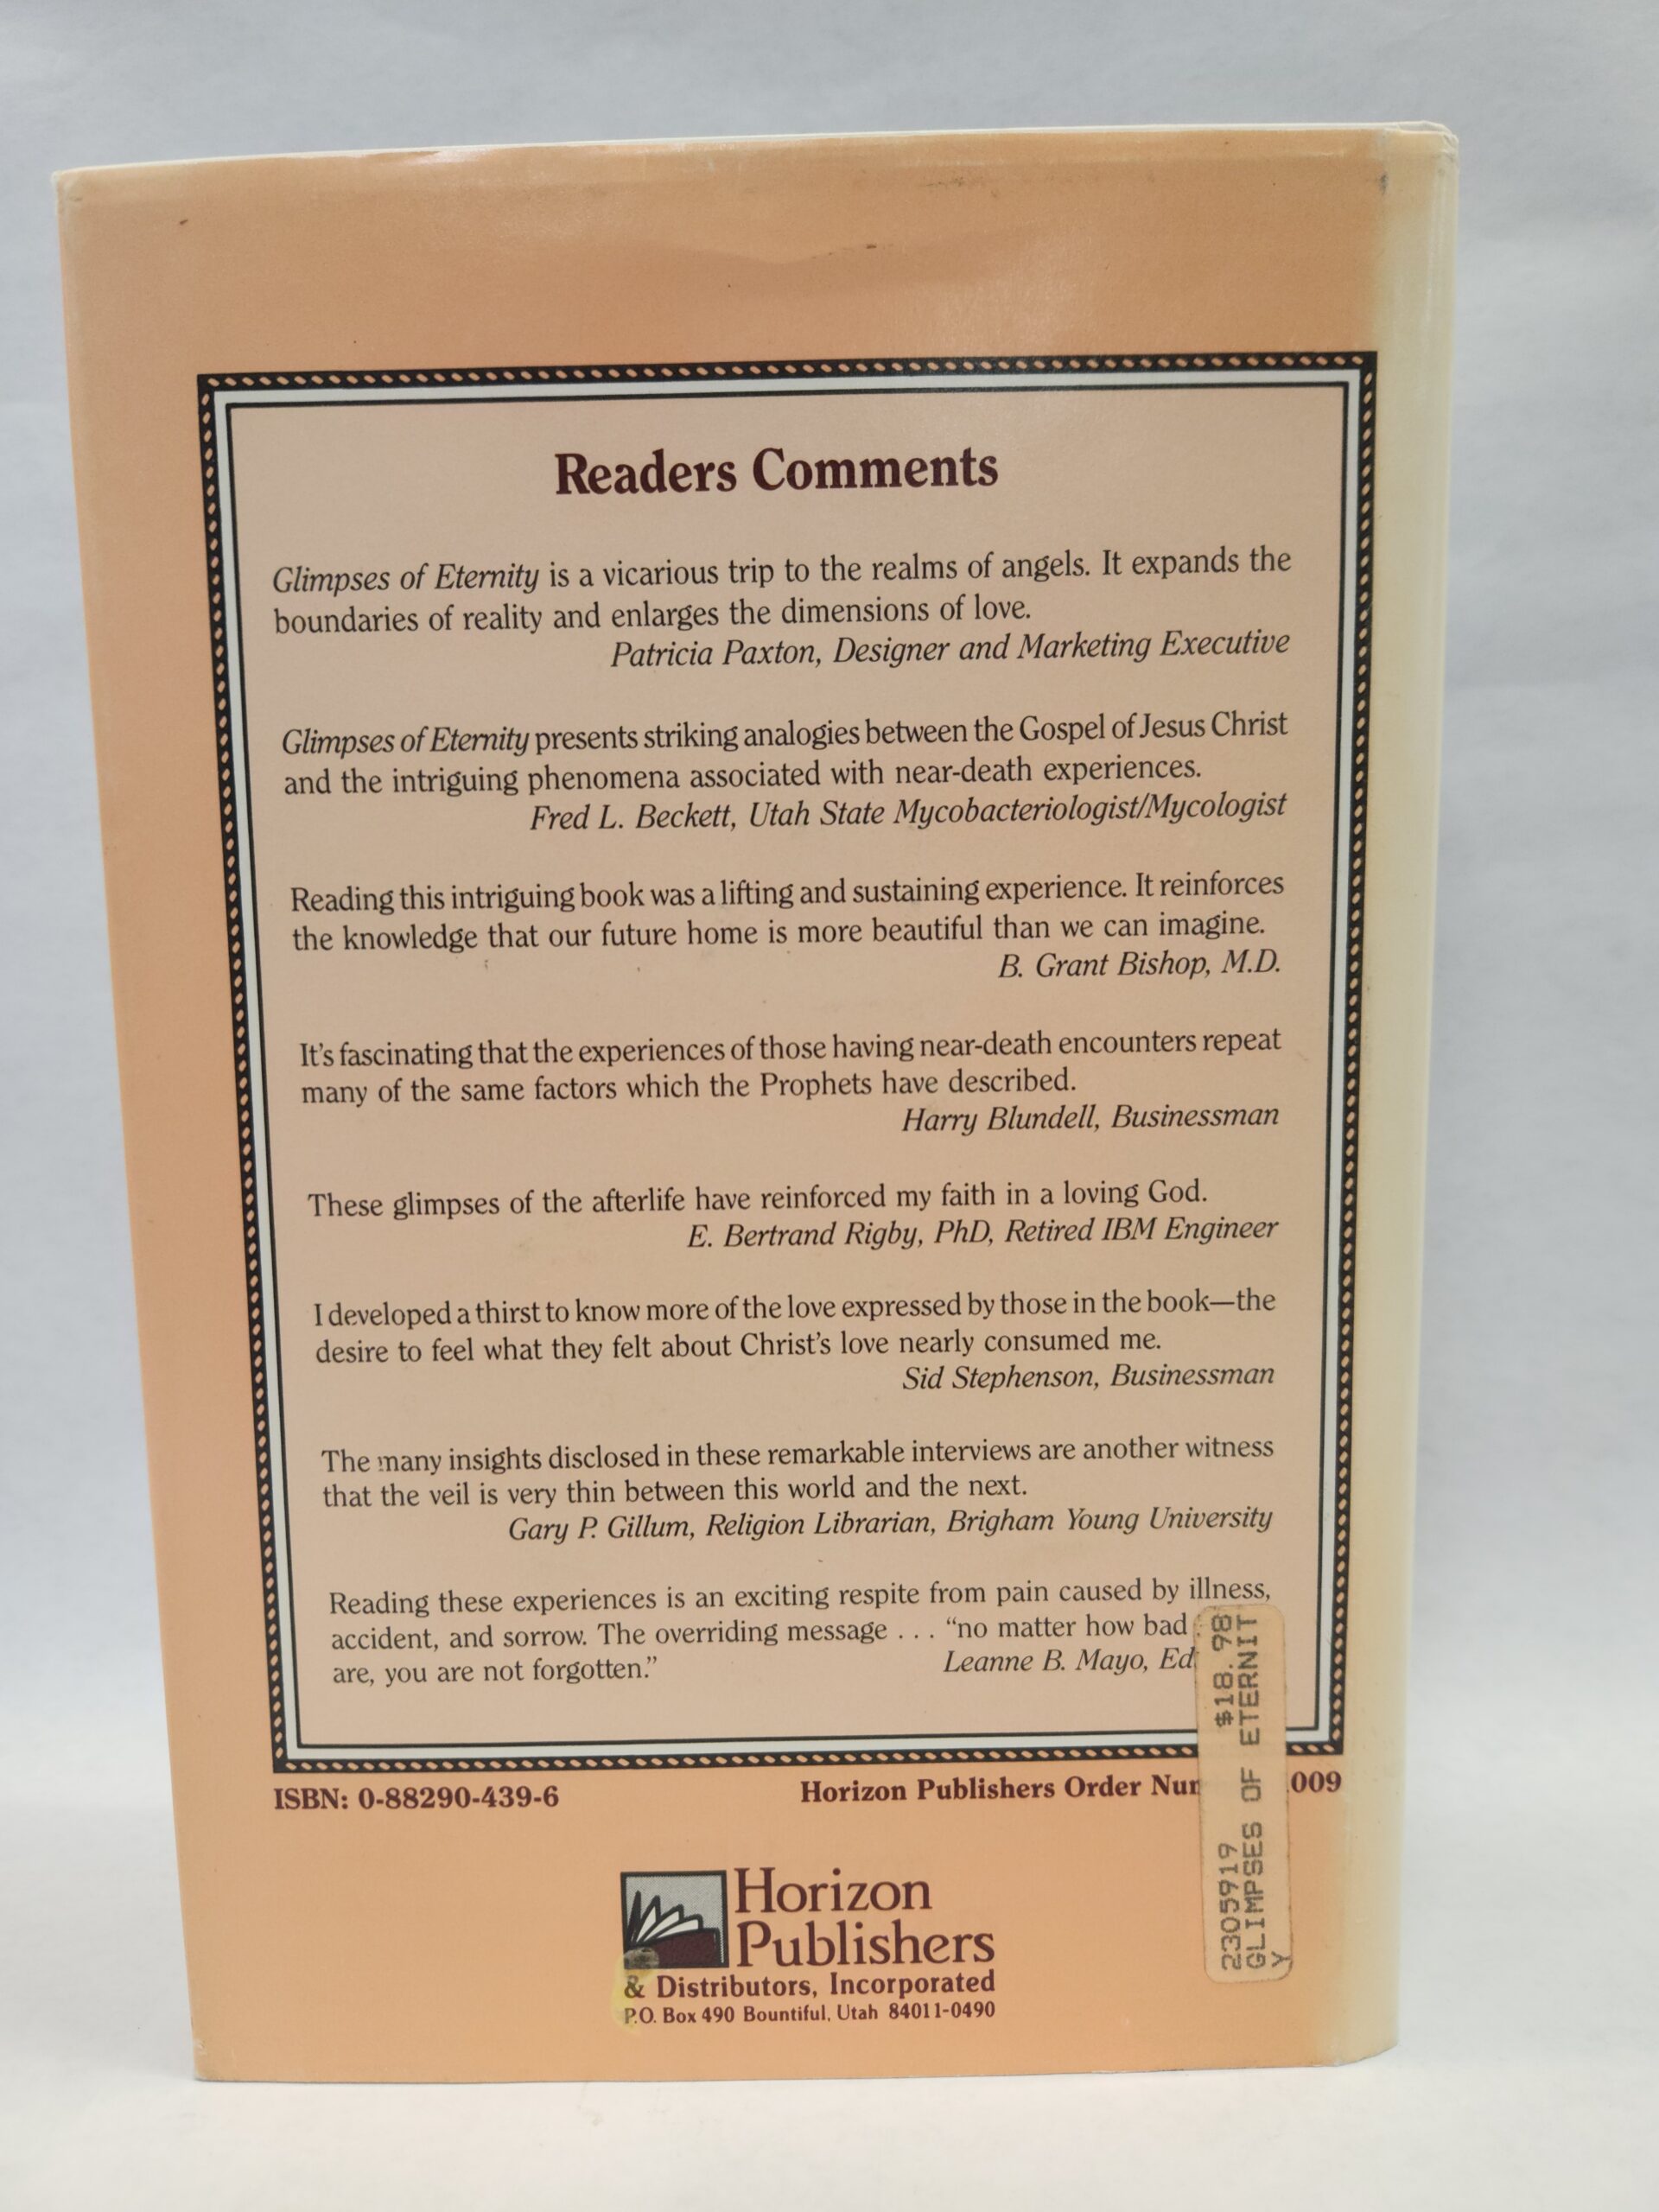 Readers Comments
Glimpses of Eternity is a vicarious trip to the realms of angels. It expands the
boundaries of reality and enlarges the dimensions of love.
Patricia Paxton, Designer and Marketing Executive
Glimpses of Eternity presents striking analogies between the Gospel of Jesus Christ
and the intriguing phenomena associated with near-death experiences.
Fred L. Beckett, Utah State Mycobacteriologist/Mycologist
Reading this intriguing book was a lifting and sustaining experience. It reinforces
the knowledge that our future home is more beautiful than we can imagine.
B. Grant Bishop, M.D.
It's fascinating that the experiences of those having near-death encounters repeat
many of the same factors which the Prophets have described.
Harry Blundell, Businessman
These glimpses of the afterlife have reinforced my faith in a loving God.
E. Bertrand Rigby, PhD, Retired IBM Engineer
I developed a thirst to know more of the love expressed by those in the book—the
desire to feel what they felt about Christ's love nearly consumed me.
Sid Stephenson, Businessman
The many insights disclosed in these remarkable interviews are another witness
that the veil is very thin between this world and the next.
Gary P. Gillum, Religion Librarian, Brigham Young University
Reading these experiences is an exciting respite from pain caused by illness,
accident, and sorrow. The overriding message . . . “no matter how bad
are, you are not forgotten.” Leanne B. Mayo,
ISBN: 0-88290-439-6 Horizon Publishers Order 009
2305919 $18.98
GLIMPSES OF ETERNIT
Y
Horizon
Publishers
& Distributors, Incorporated
P.O. Box 490 Bountiful, Utah 84011-0490